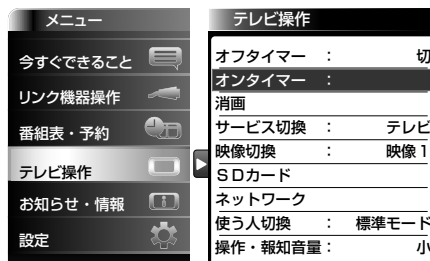 メニュー
今すぐできること
リンク機器操作
番組表・予約
テレビ操作
お知らせ・情報
設定
テレビ操作
オフタイマー : 切
オンタイマー :
消画
サービス切換 : テレビ
映像切換 : 映像1
SDカード
ネットワーク
使う人切換 : 標準モード
操作・報知音量 : 小